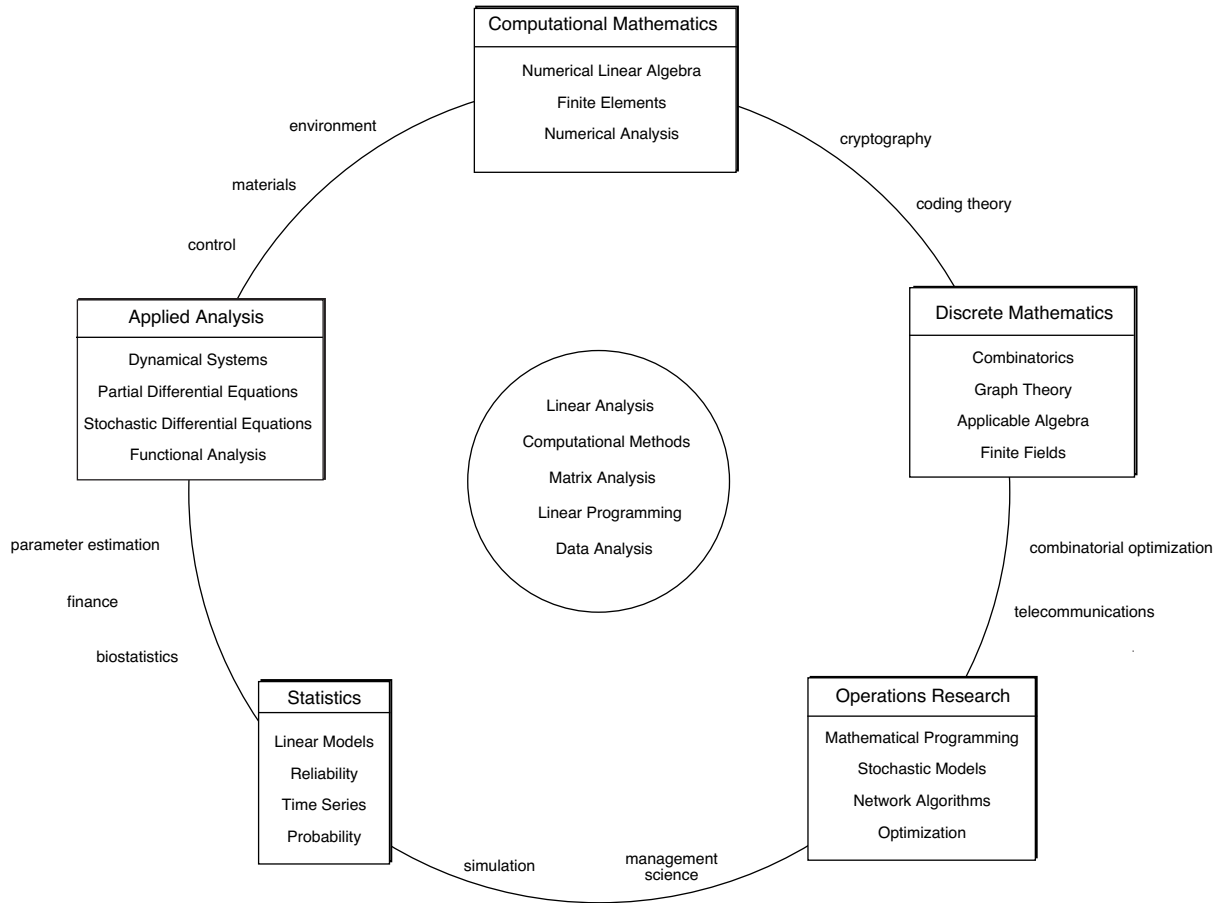 Computational Mathematics
Numerical Linear Algebra
Finite Elements
Numerical Analysis
environment
materials
control
cryptography
coding theory
Applied Analysis
Dynamical Systems
Partial Differential Equations
Stochastic Differential Equations
Functional Analysis
Linear Analysis
Computational Methods
Matrix Analysis
Linear Programming
Data Analysis
Discrete Mathematics
Combinatorics
Graph Theory
Applicable Algebra
Finite Fields
parameter estimation
finance
biostatistics
combinatorial optimization
telecommunications
Statistics
Linear Models
Reliability
Time Series
Probability
simulation
management
science
Operations Research
Mathematical Programming
Stochastic Models
Network Algorithms
Optimization